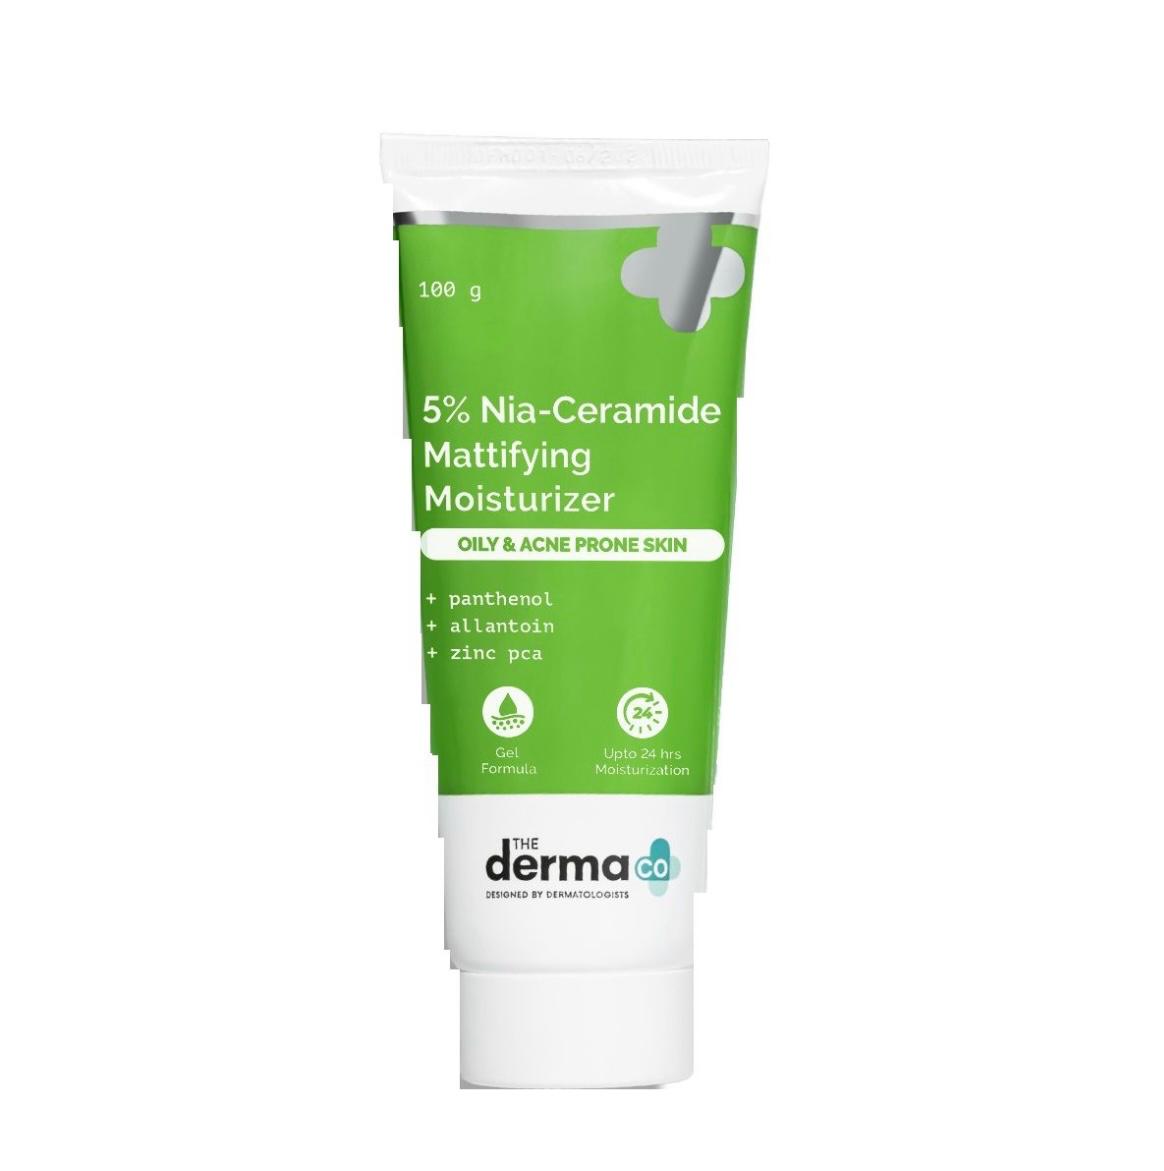 100 g
5% Nia-Ceramide
Mattifying
Moisturizer
OILY & ACNE PRONE SKIN
+ panthenol
+ allantoin
+ zinc pca
24
Gel
Formula
Upto 24 hrs
Moisturization
THE
derma co
DESIGNED BY DERMATOLOGISTS